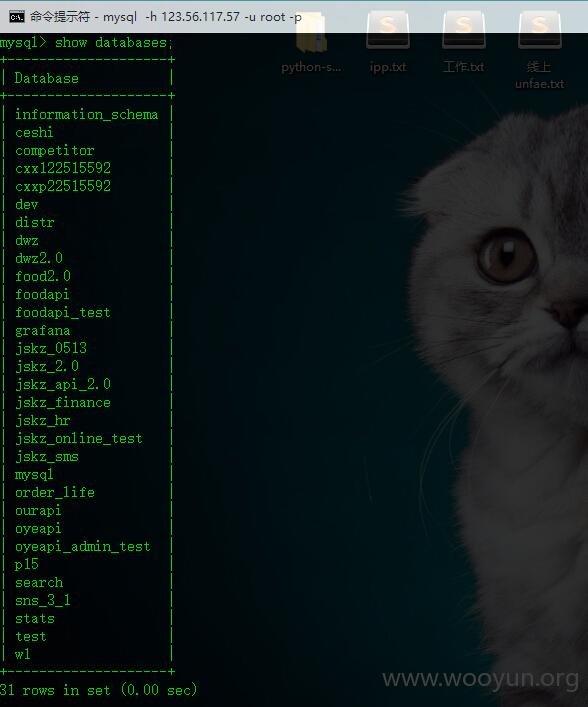 命令提示符 - mysql -h 123.56.117.57 -u root -p
python-s...
ipp.txt
工作.txt
线上
unfae.txt
mysql> show databases;
+--------------------+
| Database           |
+--------------------+
| information_schema |
| ceshi              |
| competitor         |
| cxx122515592       |
| cxxp22515592       |
| dev                |
| distr              |
| dwz                |
| dwz2.0             |
| food2.0            |
| foodapi            |
| foodapi_test       |
| grafana            |
| jskz_0513          |
| jskz_2.0           |
| jskz_api_2.0       |
| jskz_finance       |
| jskz_hr            |
| jskz_online_test   |
| jskz_sms           |
| mysql              |
| order_life         |
| ourapi             |
| oyeapi             |
| oyeapi_admin_test  |
| p15                |
| search             |
| sns_3_1            |
| stats              |
| test               |
| w1                 |
+--------------------+
31 rows in set (0.00 sec)
www.wooyun.org